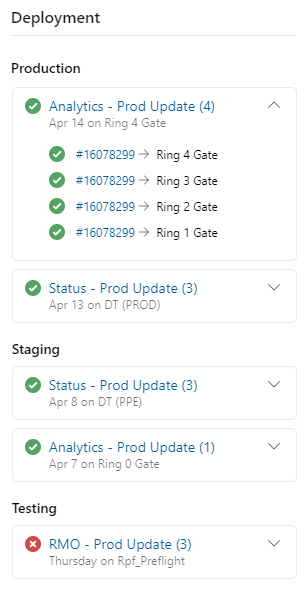 Deployment
Production
Analytics - Prod Update (4)
Apr 14 on Ring 4 Gate
#16078299 → Ring 4 Gate
#16078299 → Ring 3 Gate
#16078299 → Ring 2 Gate
#16078299 → Ring 1 Gate
Status - Prod Update (3)
Apr 13 on DT (PROD)
Staging
Status - Prod Update (3)
Apr 8 on DT (PPE)
Analytics - Prod Update (1)
Apr 7 on Ring 0 Gate
Testing
RMO - Prod Update (3)
Thursday on Rpf_Preflight